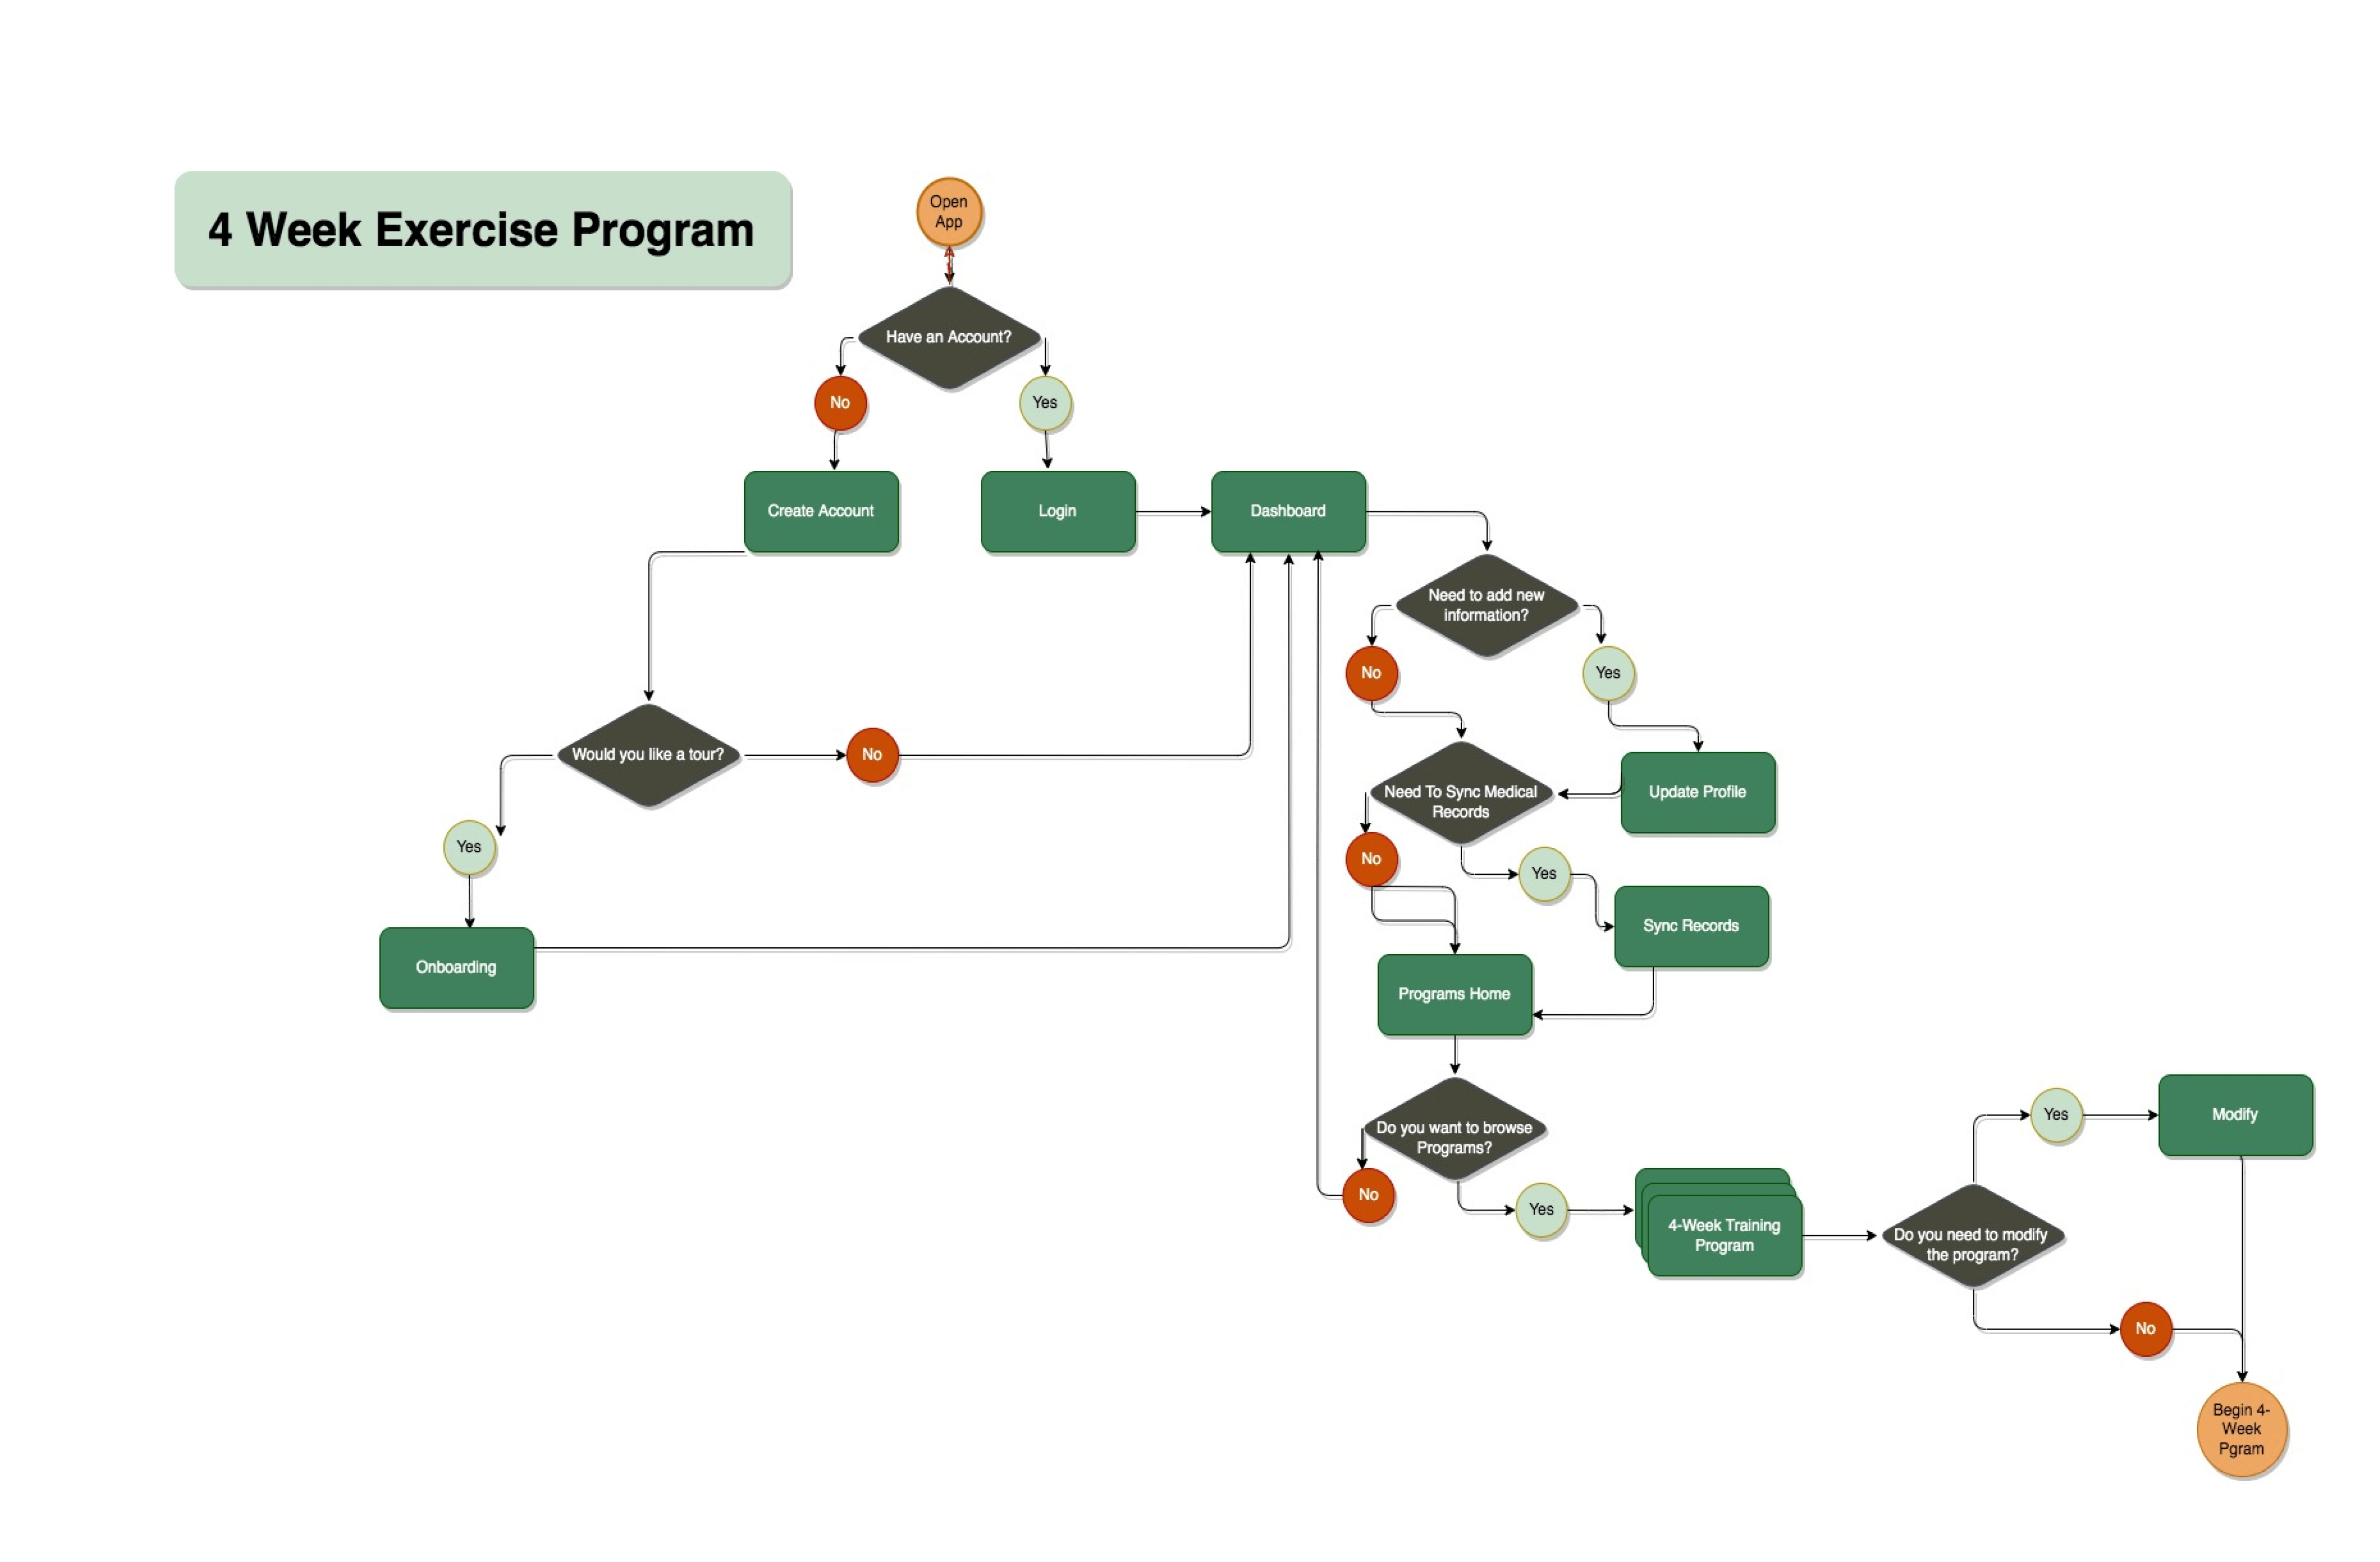 4 Week Exercise Program
Open
App
Have an Account?
No
Yes
Create Account
Login
Dashboard
Need to add new
information?
No
Yes
Would you like a tour?
No
Need To Sync Medical
Records
Update Profile
Yes
No
Yes
Sync Records
Onboarding
Programs Home
Do you want to browse
Programs?
No
Yes
4-Week Training
Program
Yes
Modify
Do you need to modify
the program?
No
Begin 4-
Week
Pgram